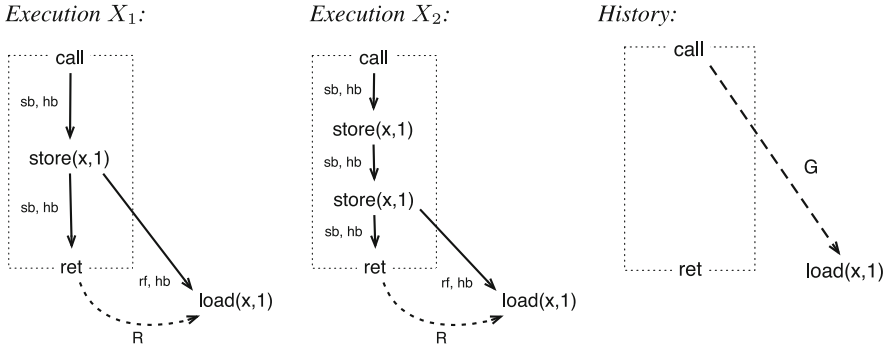 Execution X1:
call
sb, hb
store(x,1)
sb, hb
ret
rf, hb
load(x,1)
R
Execution X2:
call
sb, hb
store(x,1)
sb, hb
store(x,1)
sb, hb
ret
rf, hb
load(x,1)
R
History:
call
G
ret
load(x,1)